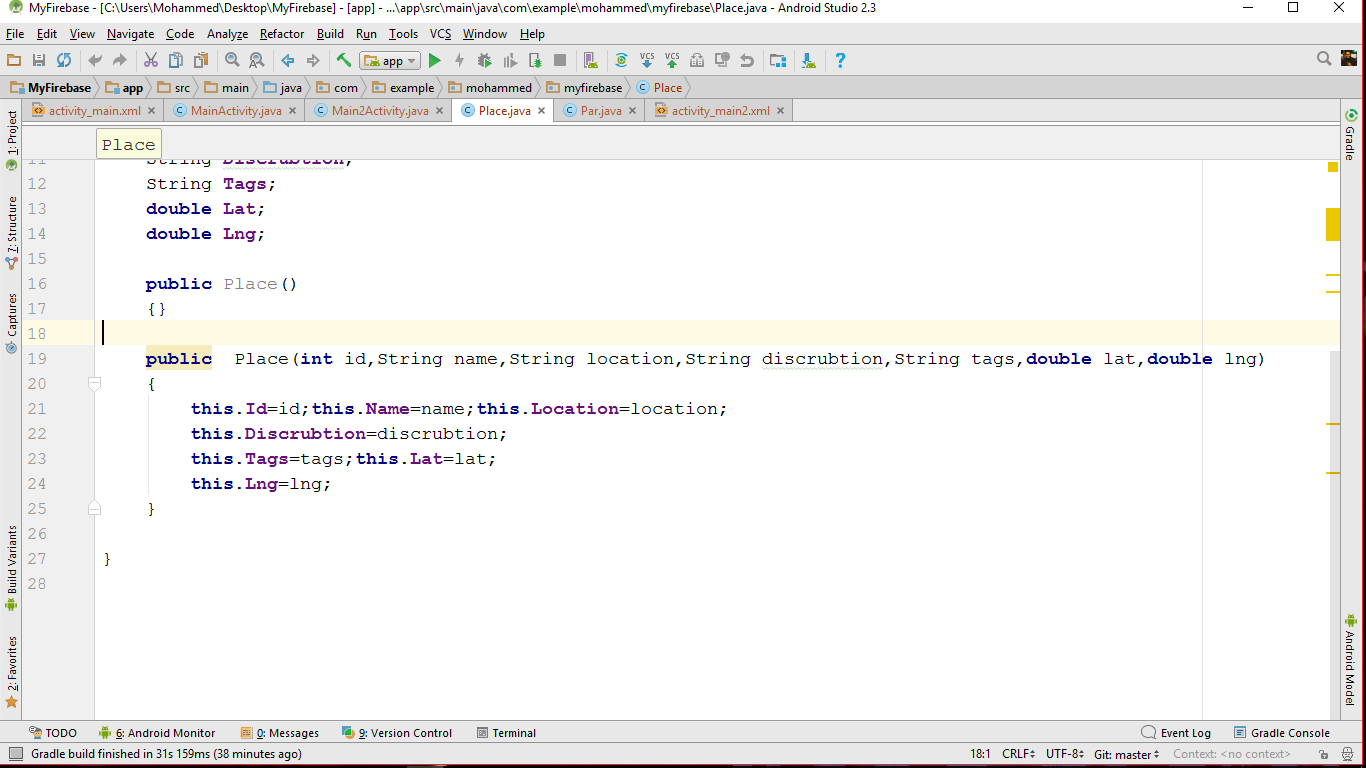 MyFirebase - [C:\Users\Mohammed\Desktop\MyFirebase] - [app] - ...\app\src\main\java\com\example\mohammed\myfirebase\Place.java - Android Studio 2.3
File Edit View Navigate Code Analyze Refactor Build Run Tools VCS Window Help
app VCS VCS ?
MyFirebase app src main java com example mohammed myfirebase Place
activity_main.xml MainActivity.java Main2Activity.java Place.java Par.java activity_main2.xml
1: Project
7: Structure
Captures
Build Variants
2: Favorites
Place
11 String Discrubtion;
12 String Tags;
13 double Lat;
14 double Lng;
15
16 public Place()
17 {}
18
19 public  Place(int id,String name,String location,String discrubtion,String tags,double lat,double lng)
20 {
21 this.Id=id;this.Name=name;this.Location=location;
22 this.Discrubtion=discrubtion;
23 this.Tags=tags;this.Lat=lat;
24 this.Lng=lng;
25 }
26
27 }
28
Gradle
Android Model
TODO 6: Android Monitor 0: Messages 9: Version Control Terminal Event Log Gradle Console
Gradle build finished in 31s 159ms (38 minutes ago) 18:1 CRLF UTF-8 Git: master Context: <no context>